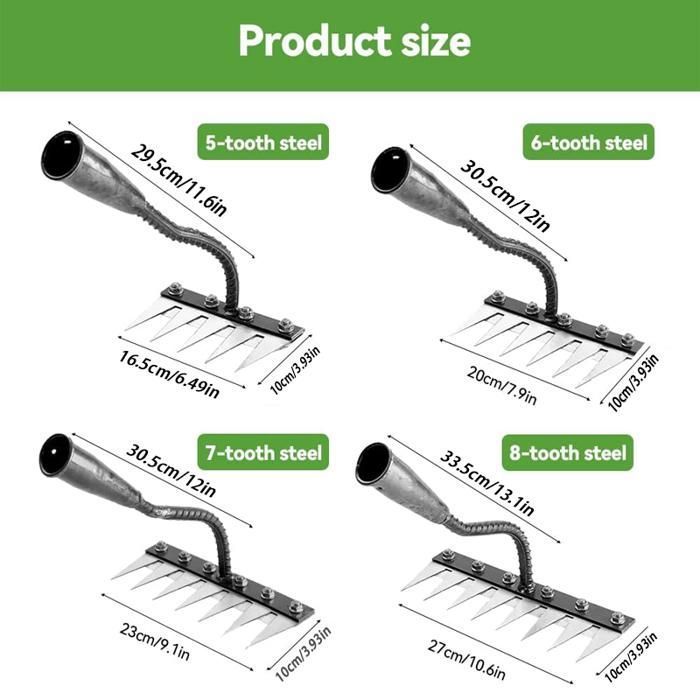 Product size
5-tooth steel
29.5cm/11.6in
16.5cm/6.49in
10cm/3.93in
6-tooth steel
30.5cm/12in
20cm/7.9in
10cm/3.93in
7-tooth steel
30.5cm/12in
23cm/9.1in
10cm/3.93in
8-tooth steel
33.5cm/13.1in
27cm/10.6in
10cm/3.93in